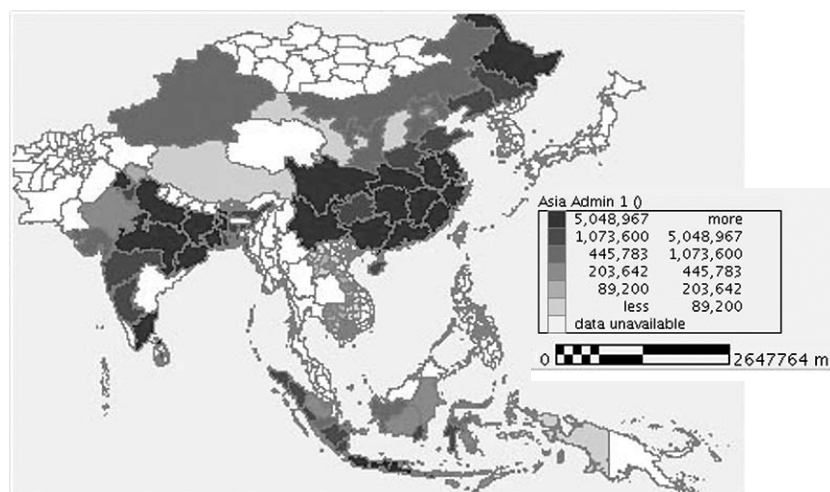 Asia Admin 1 ()
5,048,967 more
1,073,600 5,048,967
445,783 1,073,600
203,642 445,783
89,200 203,642
less 89,200
data unavailable
0 2647764 m